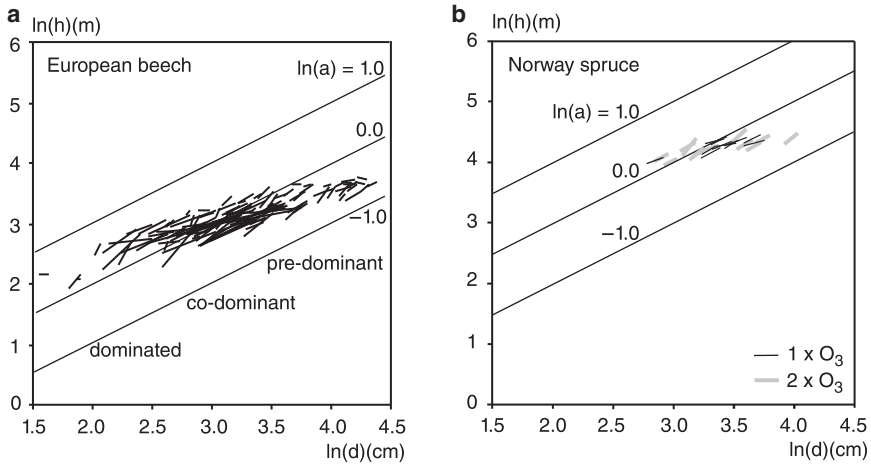 a
ln(h)(m)
6
5
4
3
2
1
0
European beech
ln(a) = 1.0
0.0
−1.0
pre-dominant
co-dominant
dominated
1.5 2.0 2.5 3.0 3.5 4.0 4.5
ln(d)(cm)
b
ln(h)(m)
6
5
4
3
2
1
0
Norway spruce
ln(a) = 1.0
0.0
−1.0
1 x O₃
2 x O₃
1.5 2.0 2.5 3.0 3.5 4.0 4.5
ln(d)(cm)